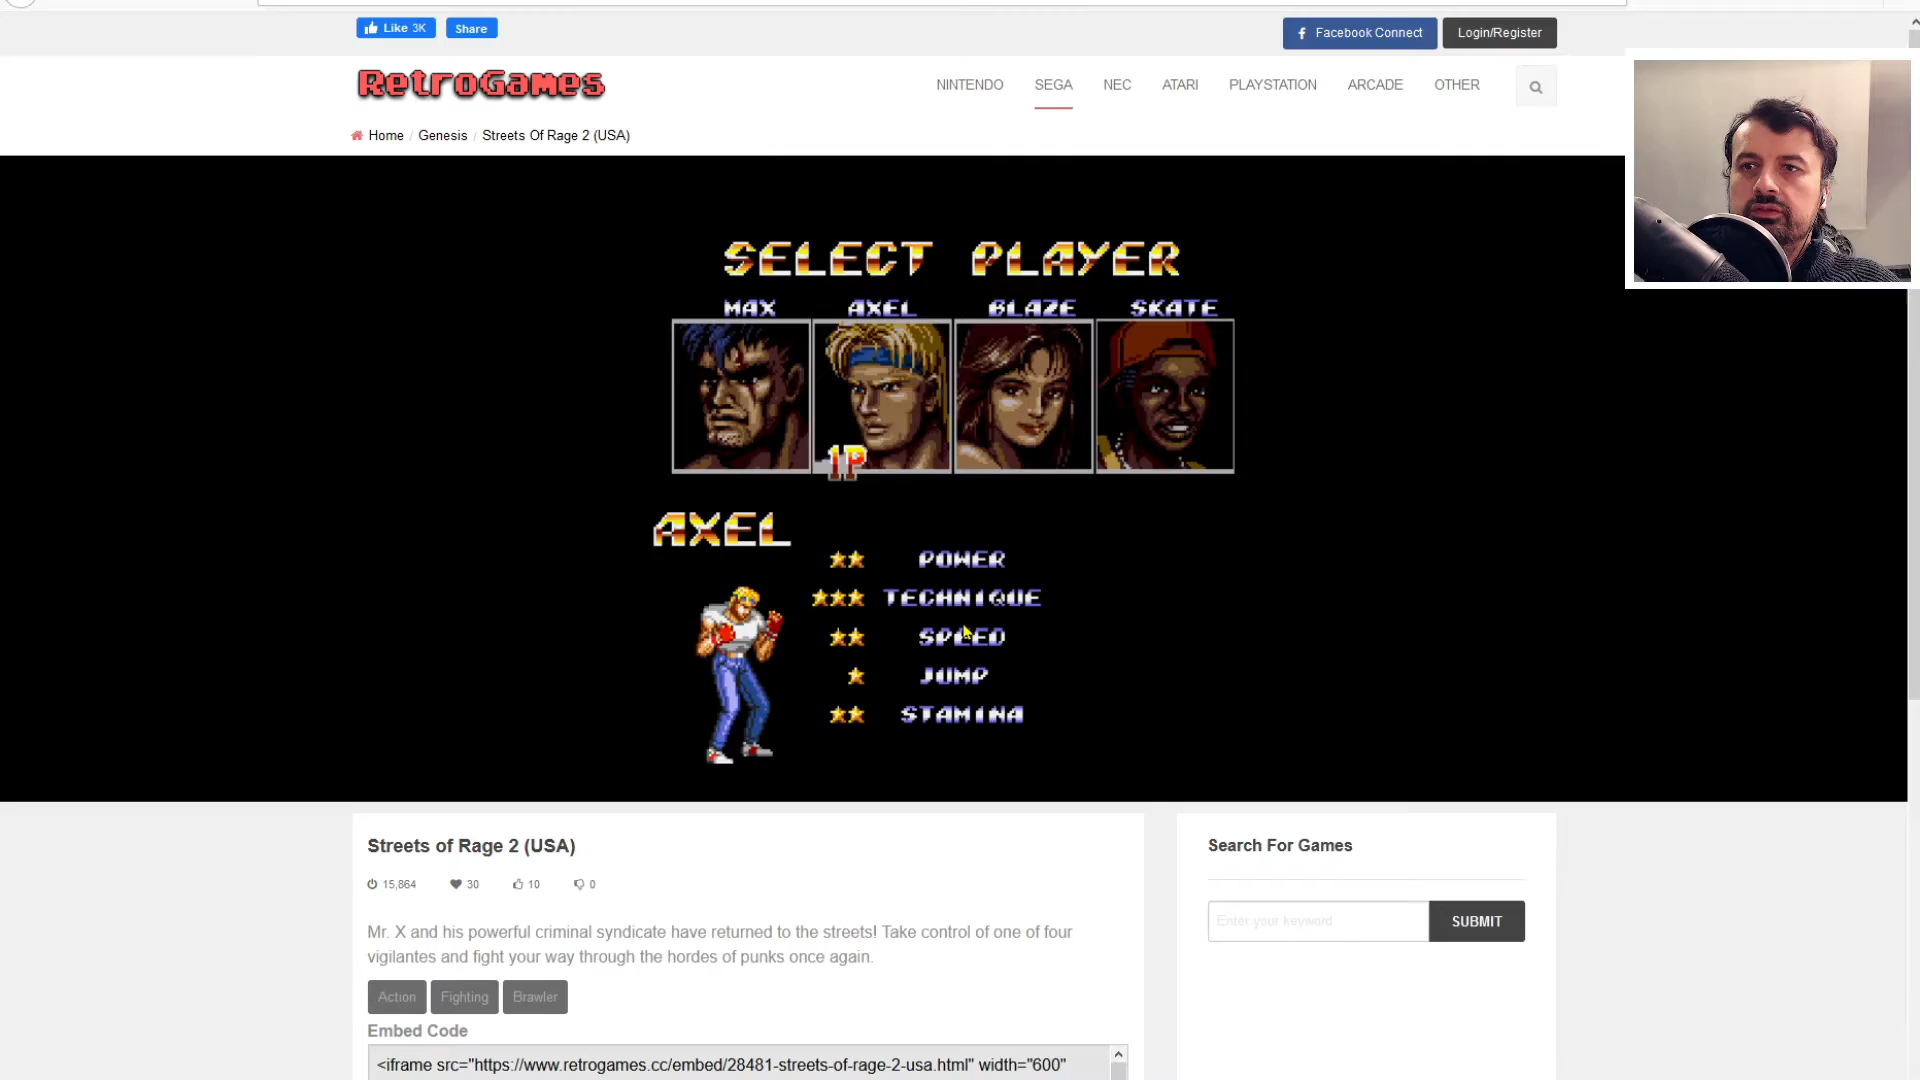 Like 3K Share
Facebook Connect Login/Register
RetroGames
NINTENDO SEGA NEC ATARI PLAYSTATION ARCADE OTHER
Home / Genesis / Streets Of Rage 2 (USA)
SELECT PLAYER
MAX AXEL BLAZE SKATE
1P
AXEL
POWER
TECHNIQUE
SPEED
JUMP
STAMINA
Streets of Rage 2 (USA)
15,864 30 10 0
Mr. X and his powerful criminal syndicate have returned to the streets! Take control of one of four
vigilantes and fight your way through the hordes of punks once again.
Action Fighting Brawler
Embed Code
<iframe src="https://www.retrogames.cc/embed/28481-streets-of-rage-2-usa.html" width="600"
Search For Games
Enter your keyword SUBMIT